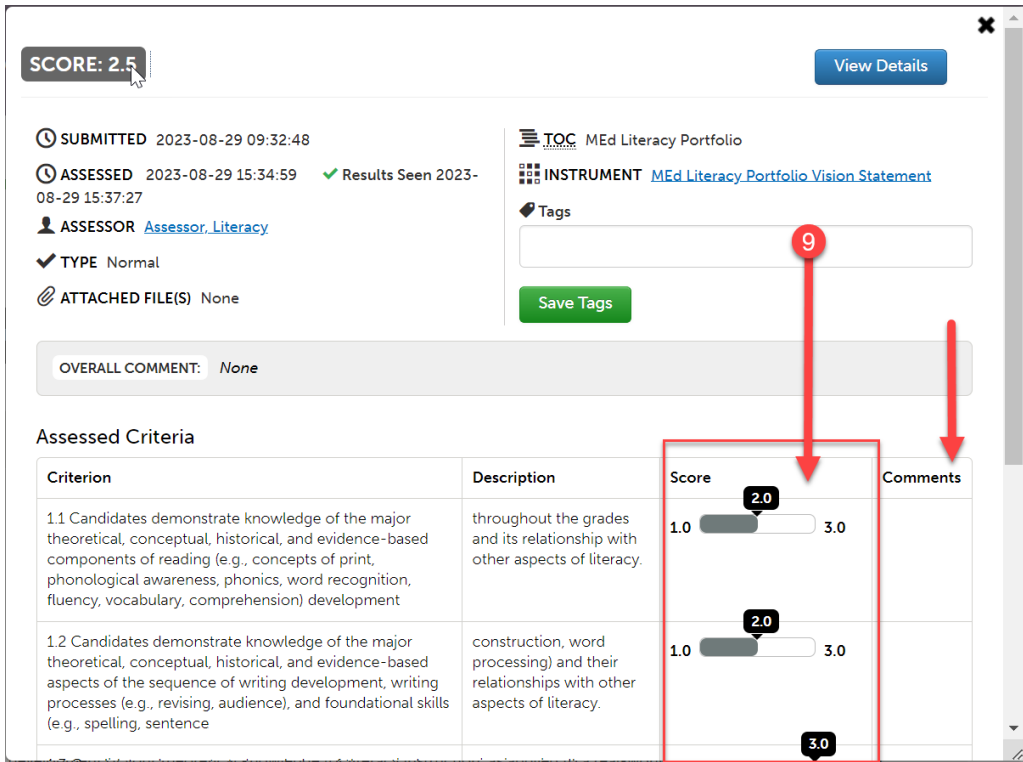 SCORE: 2.5
View Details
SUBMITTED 2023-08-29 09:32:48
ASSESSED 2023-08-29 15:34:59 Results Seen 2023-
08-29 15:37:27
ASSESSOR Assessor, Literacy
TYPE Normal
ATTACHED FILE(S) None
TOC MEd Literacy Portfolio
INSTRUMENT MEd Literacy Portfolio Vision Statement
Tags
9
Save Tags
OVERALL COMMENT: None
Assessed Criteria
Criterion Description Score Comments
1.1 Candidates demonstrate knowledge of the major
theoretical, conceptual, historical, and evidence-based
components of reading (e.g., concepts of print,
phonological awareness, phonics, word recognition,
fluency, vocabulary, comprehension) development
throughout the grades
and its relationship with
other aspects of literacy.
2.0
1.0 3.0
1.2 Candidates demonstrate knowledge of the major
theoretical, conceptual, historical, and evidence-based
aspects of the sequence of writing development, writing
processes (e.g., revising, audience), and foundational skills
(e.g., spelling, sentence
construction, word
processing) and their
relationships with other
aspects of literacy.
2.0
1.0 3.0
3.0